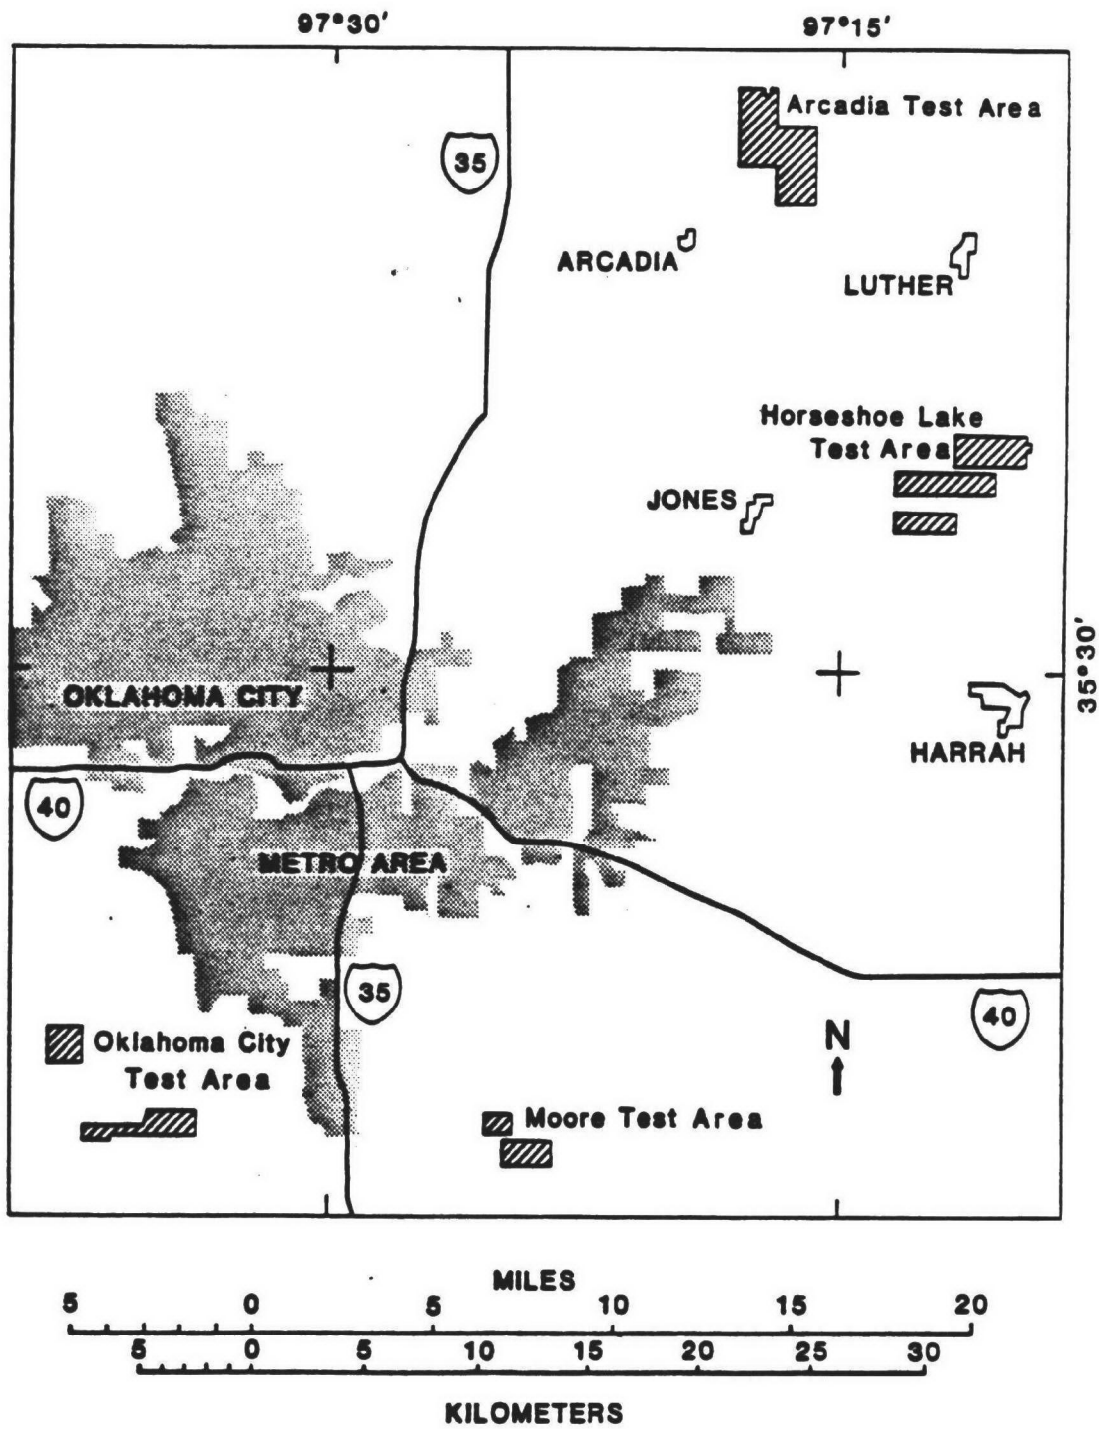 97°30′
97°15′
Arcadia Test Area
35
ARCADIA
LUTHER
Horseshoe Lake
Test Area
JONES
35°30′
OKLAHOMA CITY
HARRAH
40
METRO AREA
35
40
N
Oklahoma City
Test Area
Moore Test Area
MILES
5 0 5 10 15 20
5 0 5 10 15 20 25 30
KILOMETERS